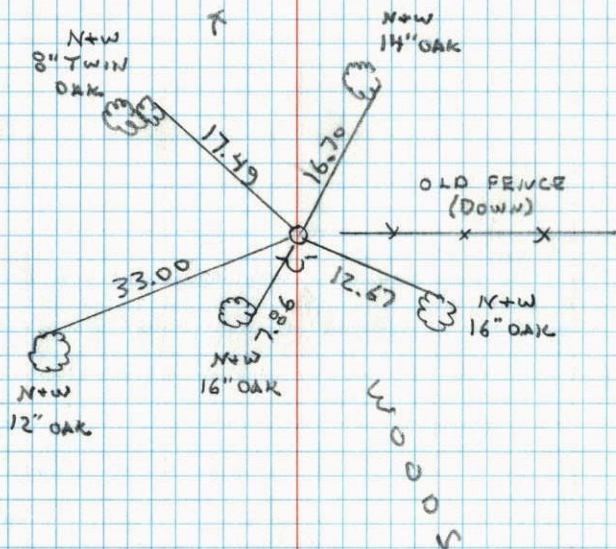 N+W
8" TWIN
OAK
N+W
14" OAK
17.49
16.70
OLD FENCE
(DOWN)
33.00
7.06
12.67
N+W
16" OAK
N+W
16" OAK
N+W
12" OAK
WOODS